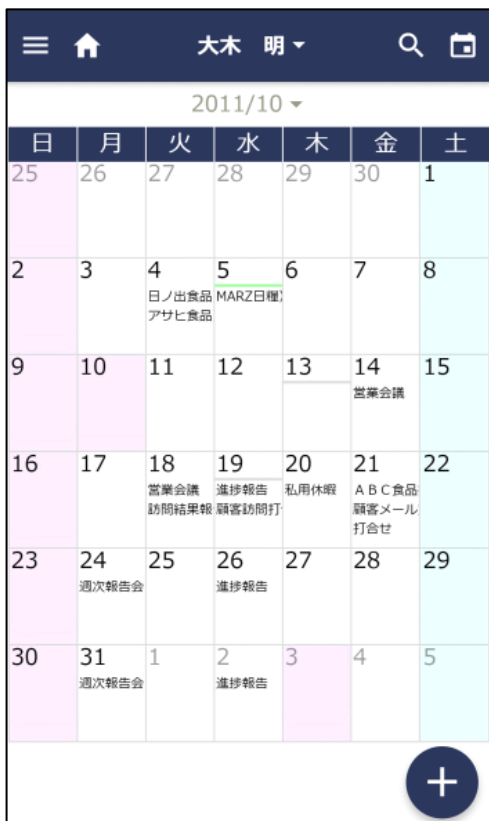 大木 明
2011/10
日 月 火 水 木 金 土
25 26 27 28 29 30 1
2 3 4 5 6 7 8
日ノ出食品 MARZ日程
アサヒ食品
9 10 11 12 13 14 15
営業会議
16 17 18 19 20 21 22
営業会議 進捗報告 私用休暇 ABC食品
訪問結果報 顧客訪問打 顧客メール
打合せ
23 24 25 26 27 28 29
週次報告会 進捗報告
30 31 1 2 3 4 5
週次報告会 進捗報告